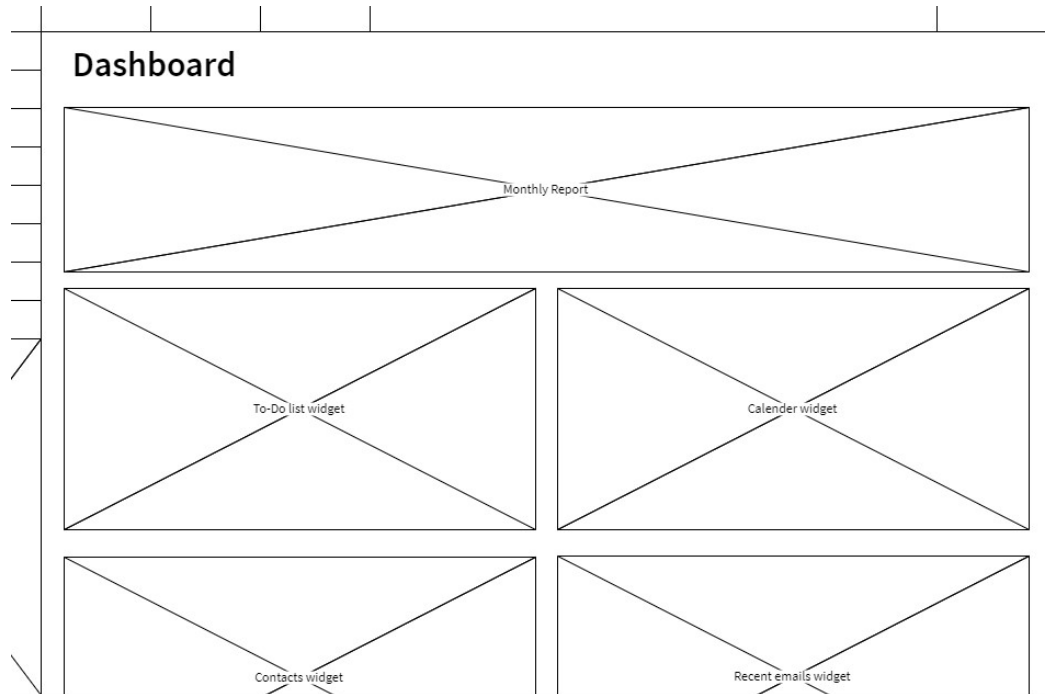 Dashboard
Monthly Report
To-Do list widget
Calender widget
Contacts widget
Recent emails widget